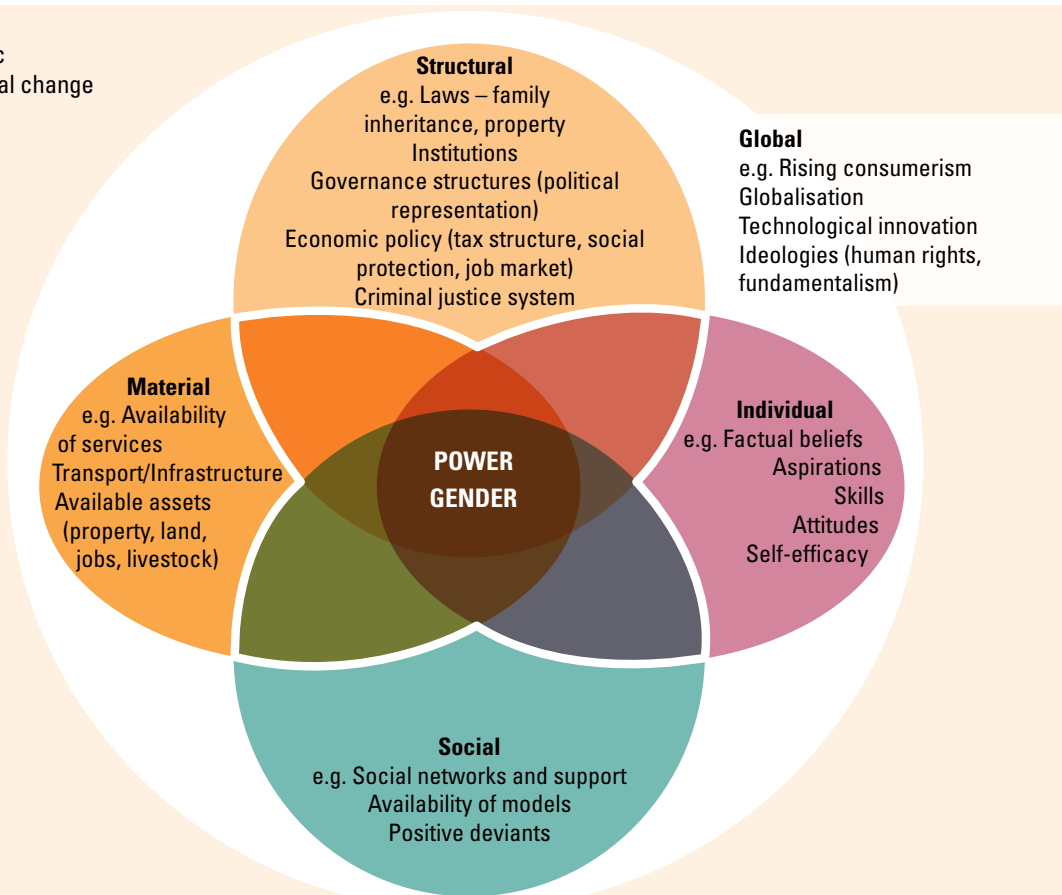 al change
Structural
e.g. Laws – family
inheritance, property
Institutions
Governance structures (political
representation)
Economic policy (tax structure, social
protection, job market)
Criminal justice system
Global
e.g. Rising consumerism
Globalisation
Technological innovation
Ideologies (human rights,
fundamentalism)
Material
e.g. Availability
of services
Transport/Infrastructure
Available assets
(property, land,
jobs, livestock)
POWER
GENDER
Individual
e.g. Factual beliefs
Aspirations
Skills
Attitudes
Self-efficacy
Social
e.g. Social networks and support
Availability of models
Positive deviants